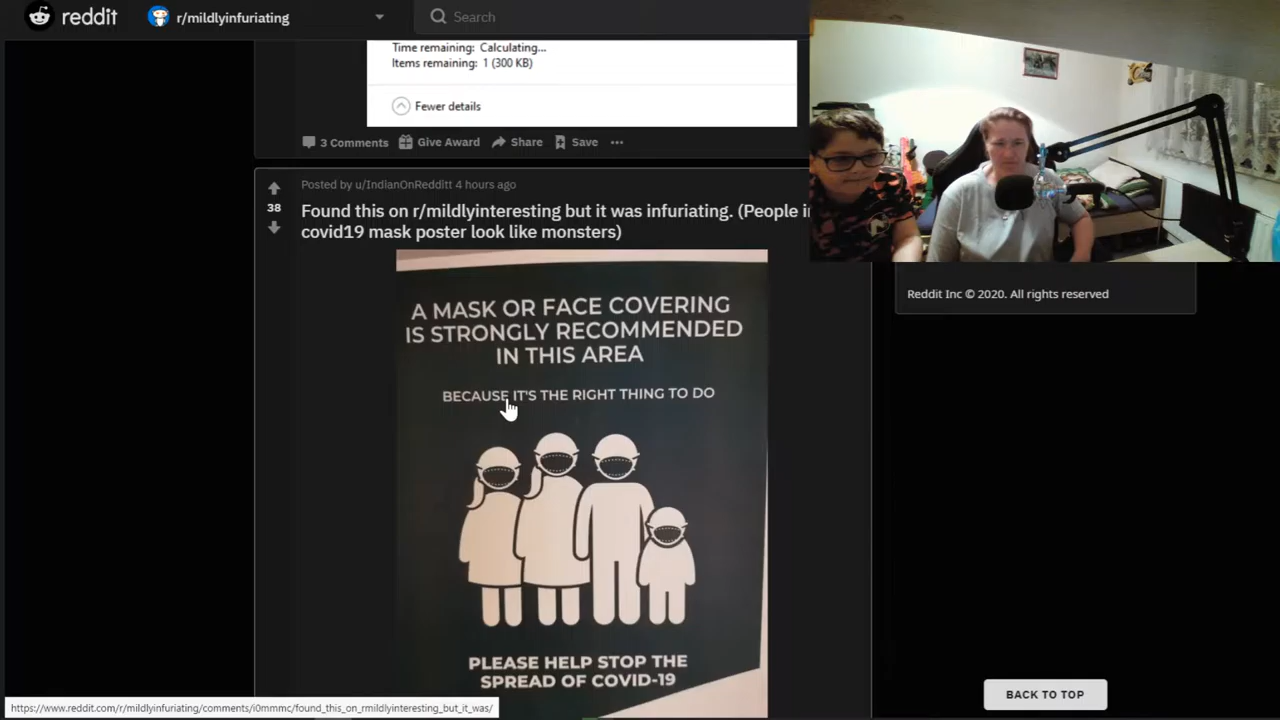 reddit
r/mildlyinfuriating
Search
Time remaining: Calculating...
Items remaining: 1 (300 KB)
Fewer details
3 Comments Give Award Share Save
Posted by u/IndianOnRedditt 4 hours ago
38
Found this on r/mildlyinteresting but it was infuriating. (People
covid19 mask poster look like monsters)
A MASK OR FACE COVERING
IS STRONGLY RECOMMENDED
IN THIS AREA
BECAUSE IT'S THE RIGHT THING TO DO
PLEASE HELP STOP THE
SPREAD OF COVID-19
Reddit Inc © 2020. All rights reserved
BACK TO TOP
https://www.reddit.com/r/mildlyinfuriating/comments/i0mmmc/found_this_on_rmildlyinteresting_but_it_was/